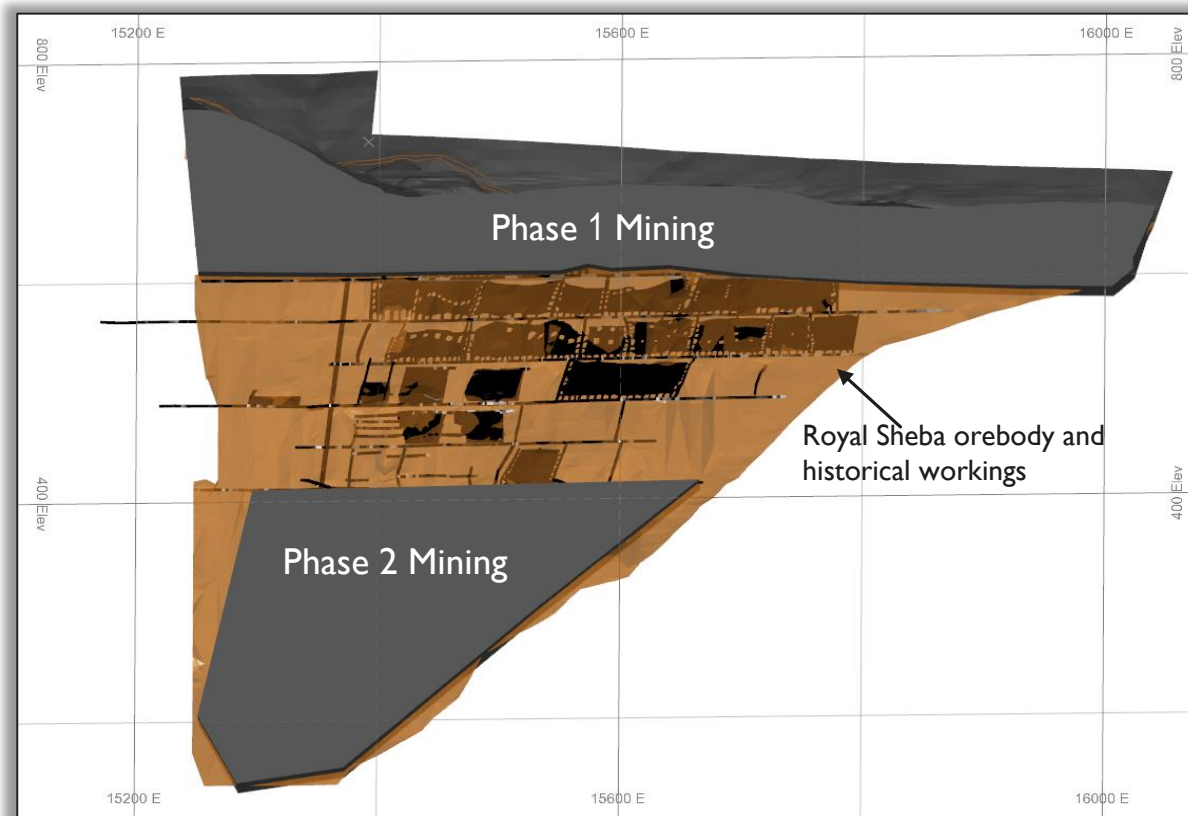 15200 E
15600 E
16000 E
800 Elev
800 Elev
Phase 1 Mining
Royal Sheba orebody and
historical workings
400 Elev
400 Elev
Phase 2 Mining
15200 E
15600 E
16000 E